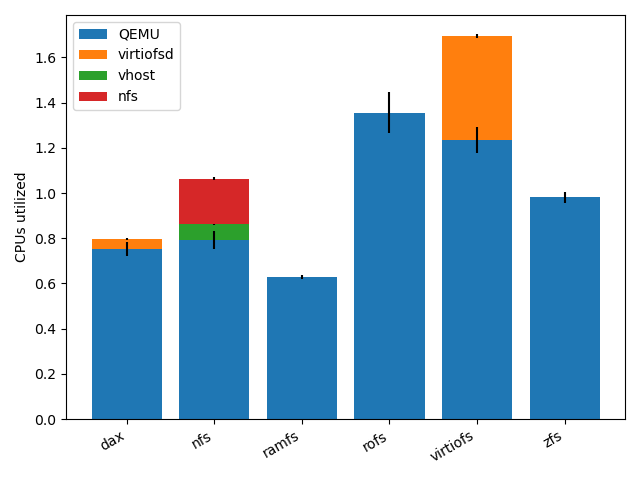 QEMU
virtiofsd
vhost
nfs
CPUs utilized
1.6
1.4
1.2
1.0
0.8
0.6
0.4
0.2
0.0
dax
nfs
ramfs
rofs
virtiofs
zfs